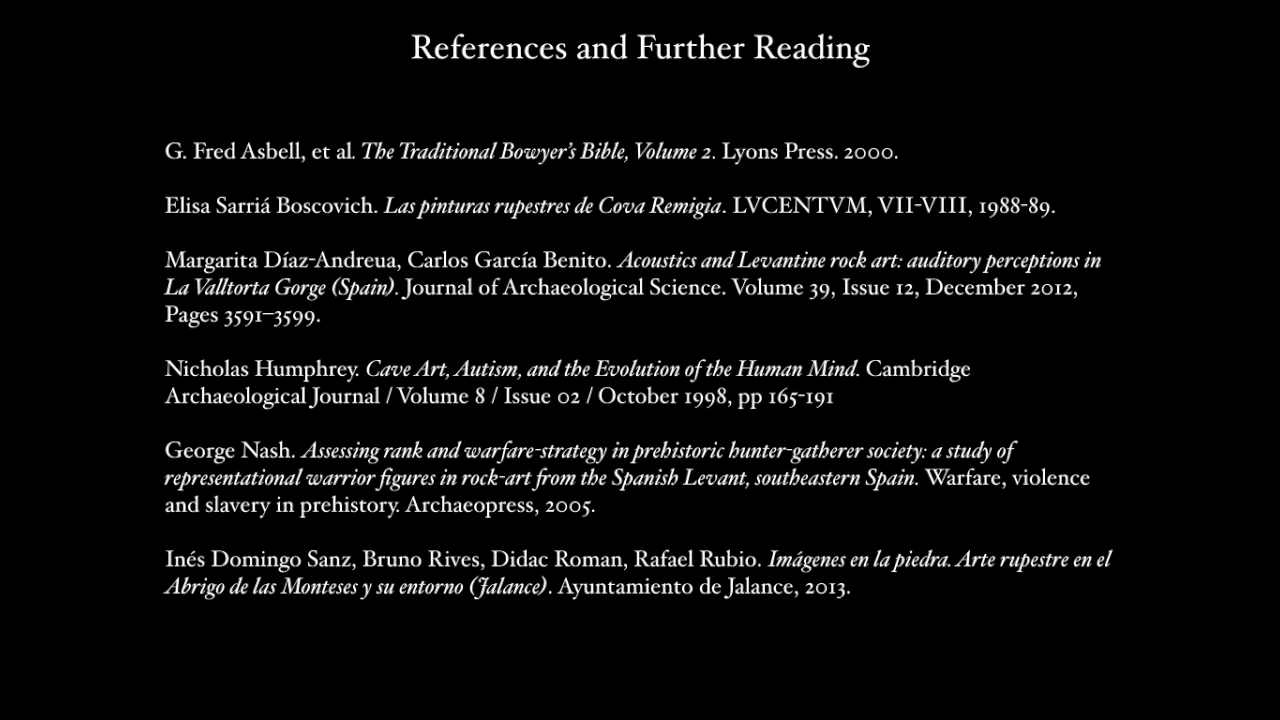 References and Further Reading
G. Fred Asbell, et al. The Traditional Bowyer's Bible, Volume 2. Lyons Press. 2000.
Elisa Sarriá Boscovich. Las pinturas rupestres de Cova Remigia. LVCENTVM, VII-VIII, 1988-89.
Margarita Díaz-Andreua, Carlos García Benito. Acoustics and Levantine rock art: auditory perceptions in
La Valltorta Gorge (Spain). Journal of Archaeological Science. Volume 39, Issue 12, December 2012,
Pages 3591–3599.
Nicholas Humphrey. Cave Art, Autism, and the Evolution of the Human Mind. Cambridge
Archaeological Journal / Volume 8 / Issue 02 / October 1998, pp 165-191
George Nash. Assessing rank and warfare-strategy in prehistoric hunter-gatherer society: a study of
representational warrior figures in rock-art from the Spanish Levant, southeastern Spain. Warfare, violence
and slavery in prehistory. Archaeopress, 2005.
Inés Domingo Sanz, Bruno Rives, Didac Roman, Rafael Rubio. Imágenes en la piedra. Arte rupestre en el
Abrigo de las Monteses y su entorno (Jalance). Ayuntamiento de Jalance, 2013.